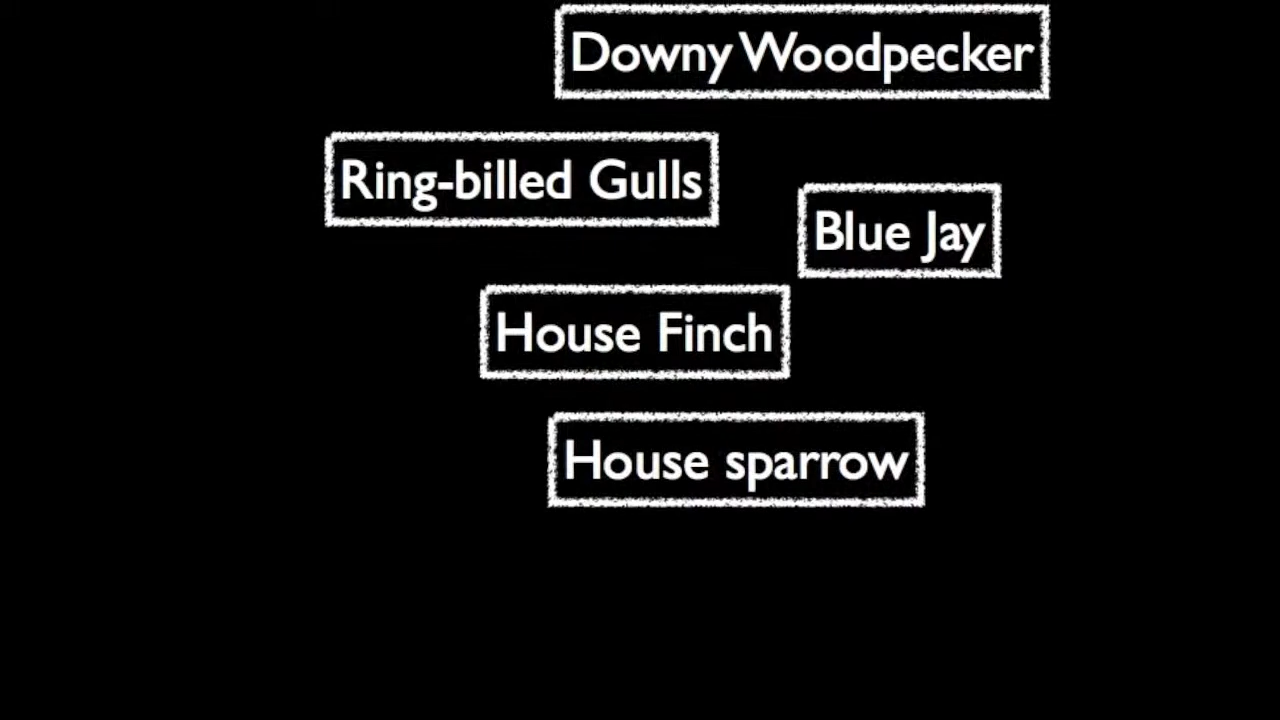 Downy Woodpecker
Ring-billed Gulls
Blue Jay
House Finch
House sparrow